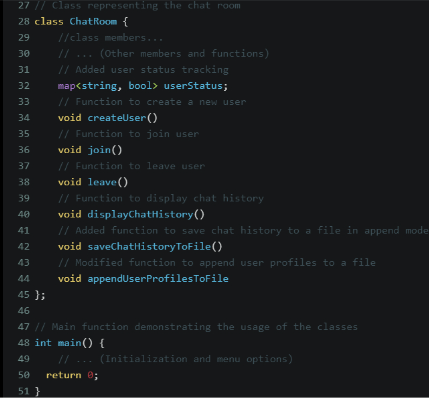 27 // Class representing the chat room
28 class ChatRoom {
29     //class members...
30     // ... (Other members and functions)
31     // Added user status tracking
32     map<string, bool> userStatus;
33     // Function to create a new user
34     void createUser()
35     // Function to join user
36     void join()
37     // Function to leave user
38     void leave()
39     // Function to display chat history
40     void displayChatHistory()
41     // Added function to save chat history to a file in append mode
42     void saveChatHistoryToFile()
43     // Modified function to append user profiles to a file
44     void appendUserProfilesToFile
45 };
46
47 // Main function demonstrating the usage of the classes
48 int main() {
49     // ... (Initialization and menu options)
50   return 0;
51 }